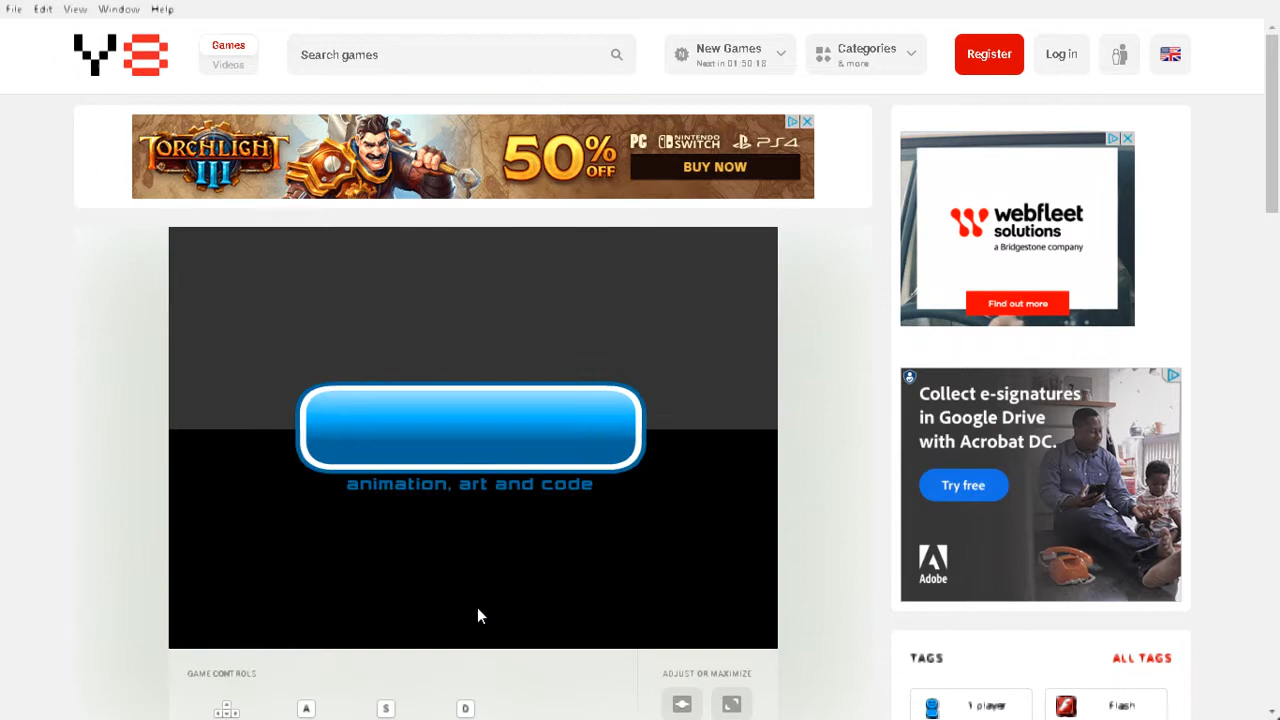 File Edit View Window Help
Y8
Games
Videos
Search games
New Games
Next in 01:50:18
Categories
& more
Register
Log in
TORCHLIGHT
III
50%
OFF
PC NINTENDO SWITCH PS4
BUY NOW
webfleet
solutions
a Bridgestone company
Find out more
animation, art and code
Collect e-signatures
in Google Drive
with Acrobat DC.
Try free
Adobe
GAME CONTROLS
A S D
ADJUST OR MAXIMIZE
TAGS
ALL TAGS
1 player
Flash